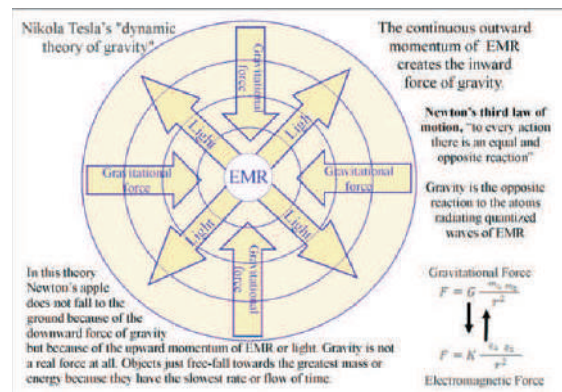 Nikola Tesla's "dynamic
theory of gravity".
The continuous outward
momentum of EMR
creates the inward
force of gravity.
Newton's third law of
motion, "to every action
there is an equal and
opposite reaction"
Gravity is the opposite
reaction to the atoms
radiating quantized
waves of EMR
Gravitational
force
Light
Light
Gravitational
force
EMR
Gravitational
force
Light
Light
Gravitational
force
In this theory
Newton's apple
does not fall to the
ground because of the
downward force of gravity
but because of the upward momentum of EMR or light. Gravity is not
a real force at all. Objects just free-fall towards the greatest mass or
energy because they have the slowest rate or flow of time.
Gravitational Force
F = G
r²
F = K
r²
Electromagnetic Force